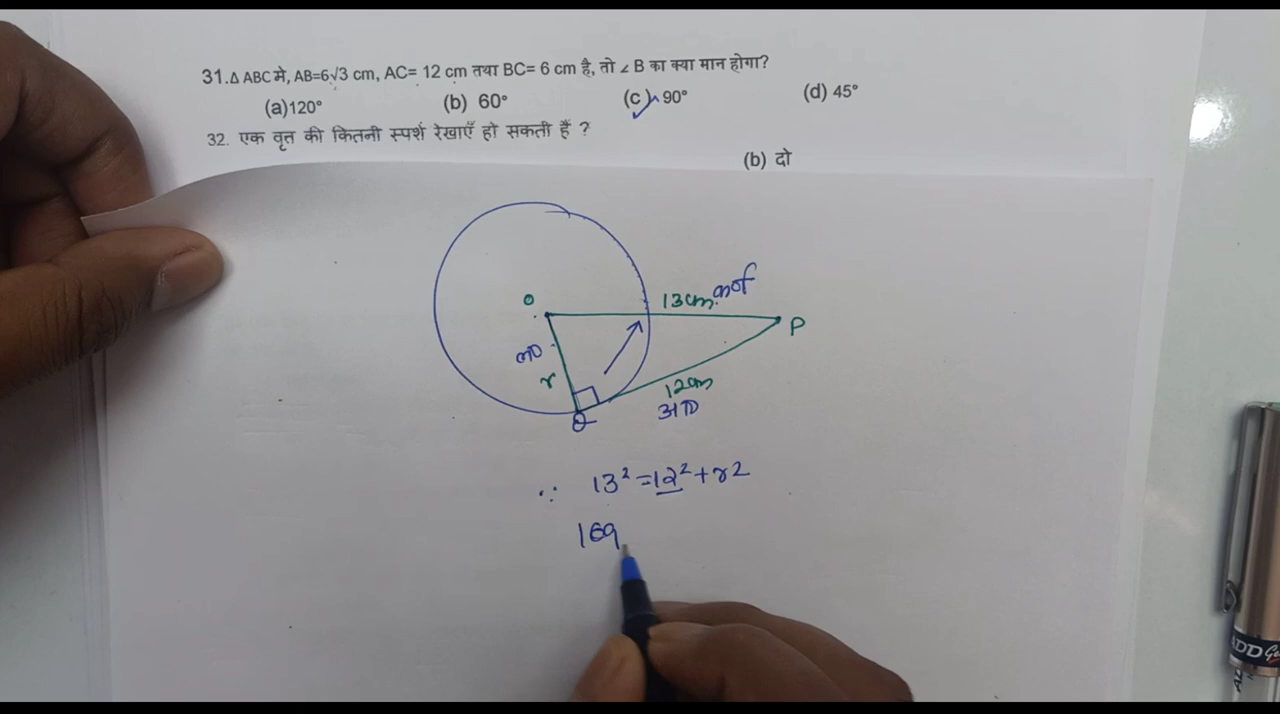 31.Δ ABC मे, AB=6√3 cm, AC= 12 cm तथा BC= 6 cm है, तो ∠B का क्या मान होगा?
(a)120° (b) 60° (c) 90° (d) 45°
32. एक वृत्त की कितनी स्पर्श रेखाएँ हो सकती हैं ?
(b) दो
O
13cm कर्ण
P
r
12cm
Q
∵ 13² = 12² + r2
169